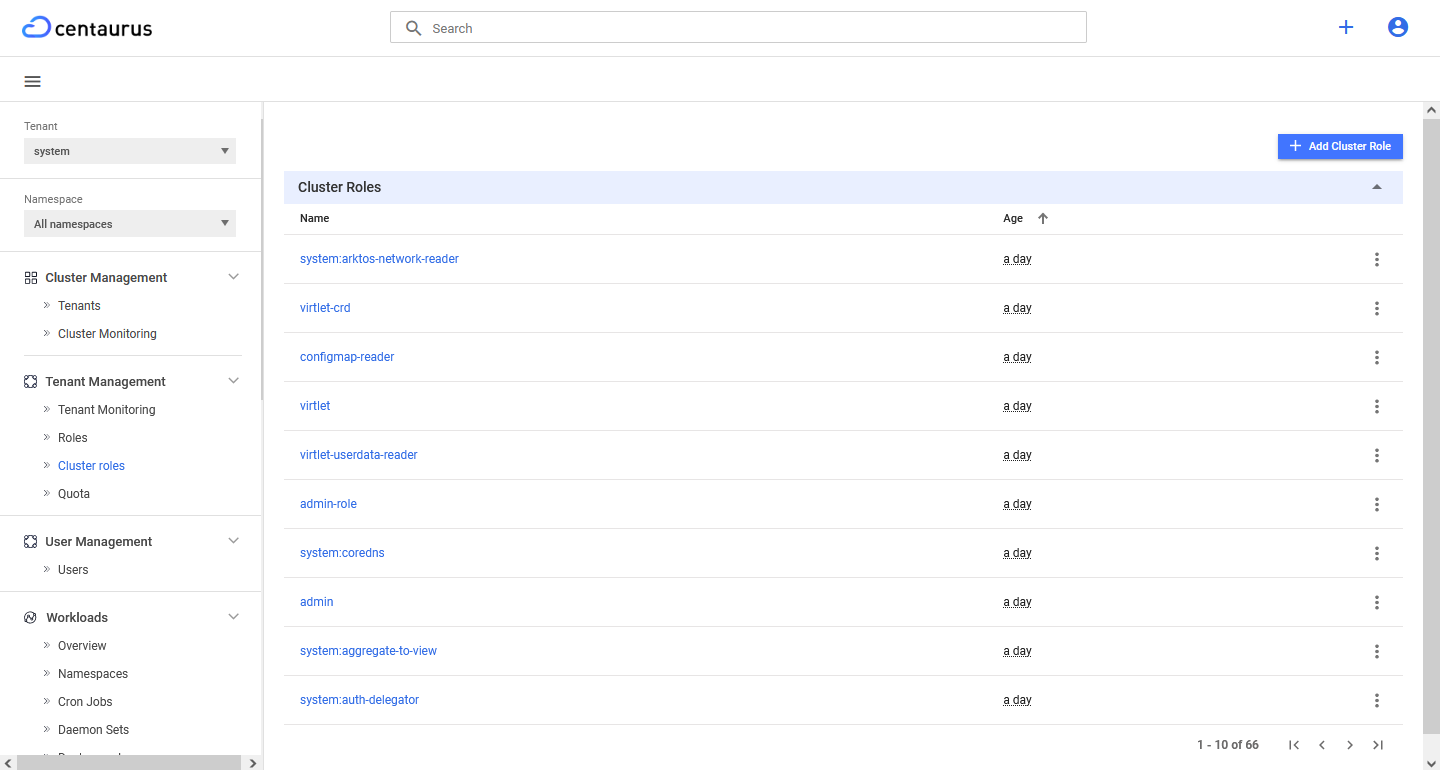 centaurus
Search
Tenant
system
Namespace
All namespaces
Cluster Management
Tenants
Cluster Monitoring
Tenant Management
Tenant Monitoring
Roles
Cluster roles
Quota
User Management
Users
Workloads
Overview
Namespaces
Cron Jobs
Daemon Sets
Add Cluster Role
Cluster Roles
Name Age
system:arktos-network-reader a day
virtlet-crd a day
configmap-reader a day
virtlet a day
virtlet-userdata-reader a day
admin-role a day
system:coredns a day
admin a day
system:aggregate-to-view a day
system:auth-delegator a day
1 - 10 of 66